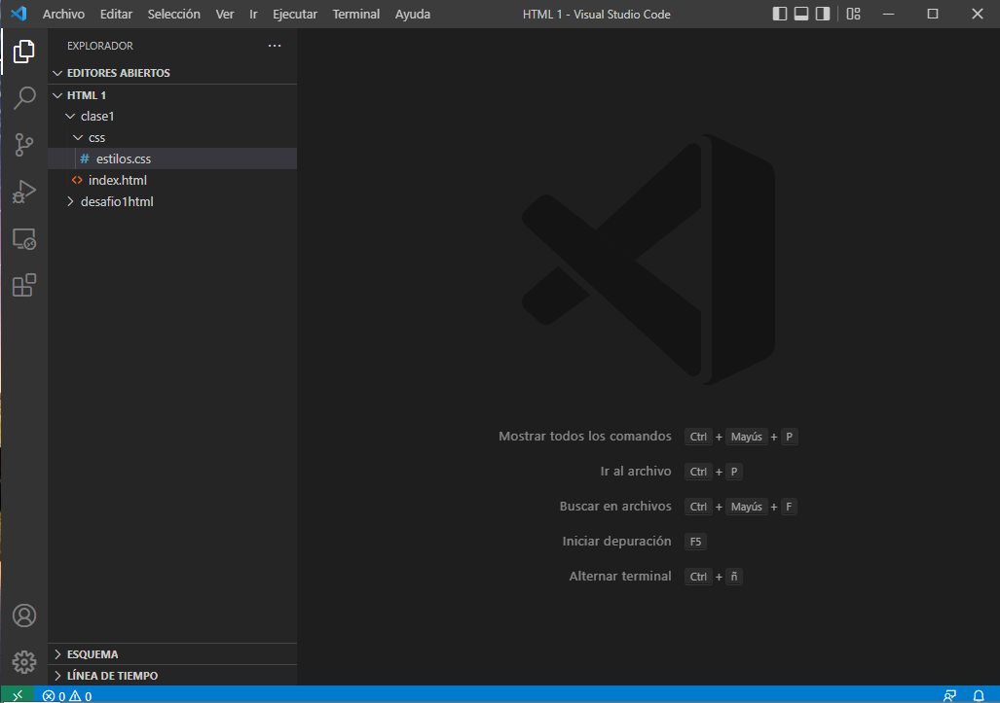 Archivo Editar Selección Ver Ir Ejecutar Terminal Ayuda HTML 1 - Visual Studio Code
EXPLORADOR
EDITORES ABIERTOS
HTML 1
clase1
css
# estilos.css
<> index.html
desafio1html
Mostrar todos los comandos Ctrl + Mayús + P
Ir al archivo Ctrl + P
Buscar en archivos Ctrl + Mayús + F
Iniciar depuración F5
Alternar terminal Ctrl + ñ
ESQUEMA
LÍNEA DE TIEMPO
0 0